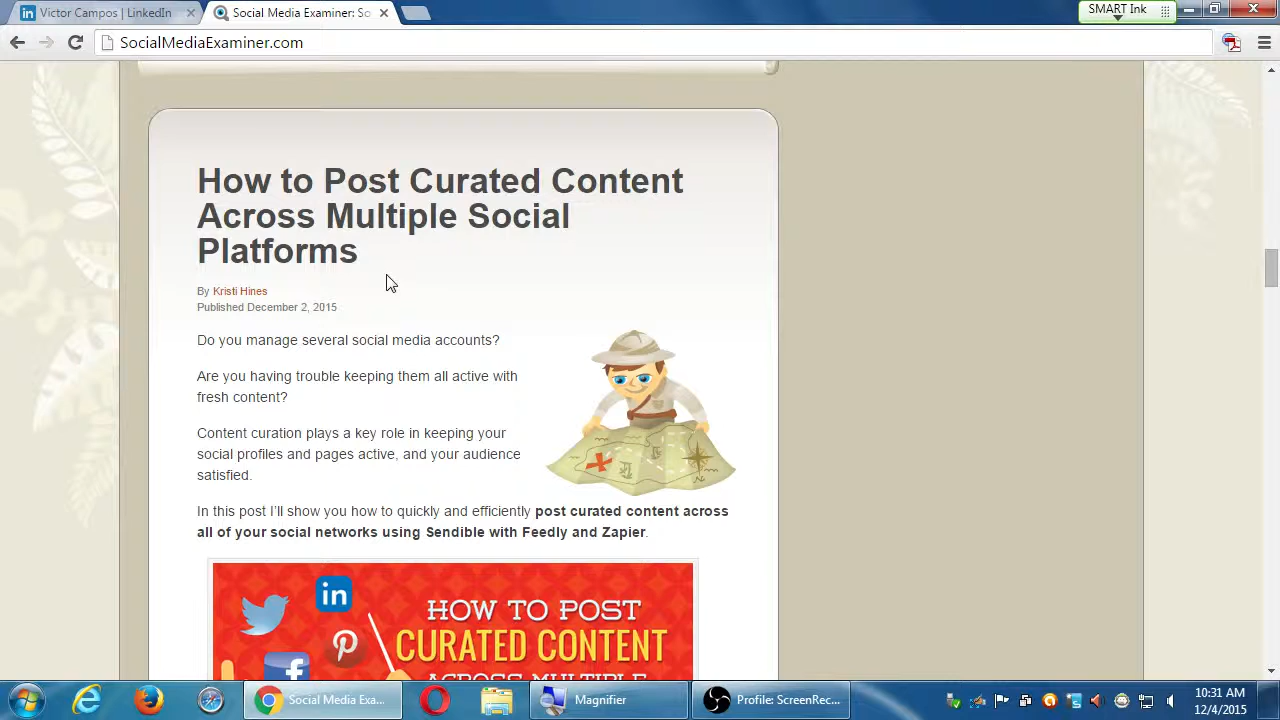 Victor Campos | LinkedIn
Social Media Examiner: So
SMART Ink
SocialMediaExaminer.com
How to Post Curated Content
Across Multiple Social
Platforms
By Kristi Hines
Published December 2, 2015
Do you manage several social media accounts?
Are you having trouble keeping them all active with
fresh content?
Content curation plays a key role in keeping your
social profiles and pages active, and your audience
satisfied.
In this post I'll show you how to quickly and efficiently post curated content across
all of your social networks using Sendible with Feedly and Zapier.
in
HOW TO POST
CURATED CONTENT
ACROSS MULTIPLE
Social Media Exa...
Magnifier
Profile: ScreenRec...
10:31 AM
12/4/2015